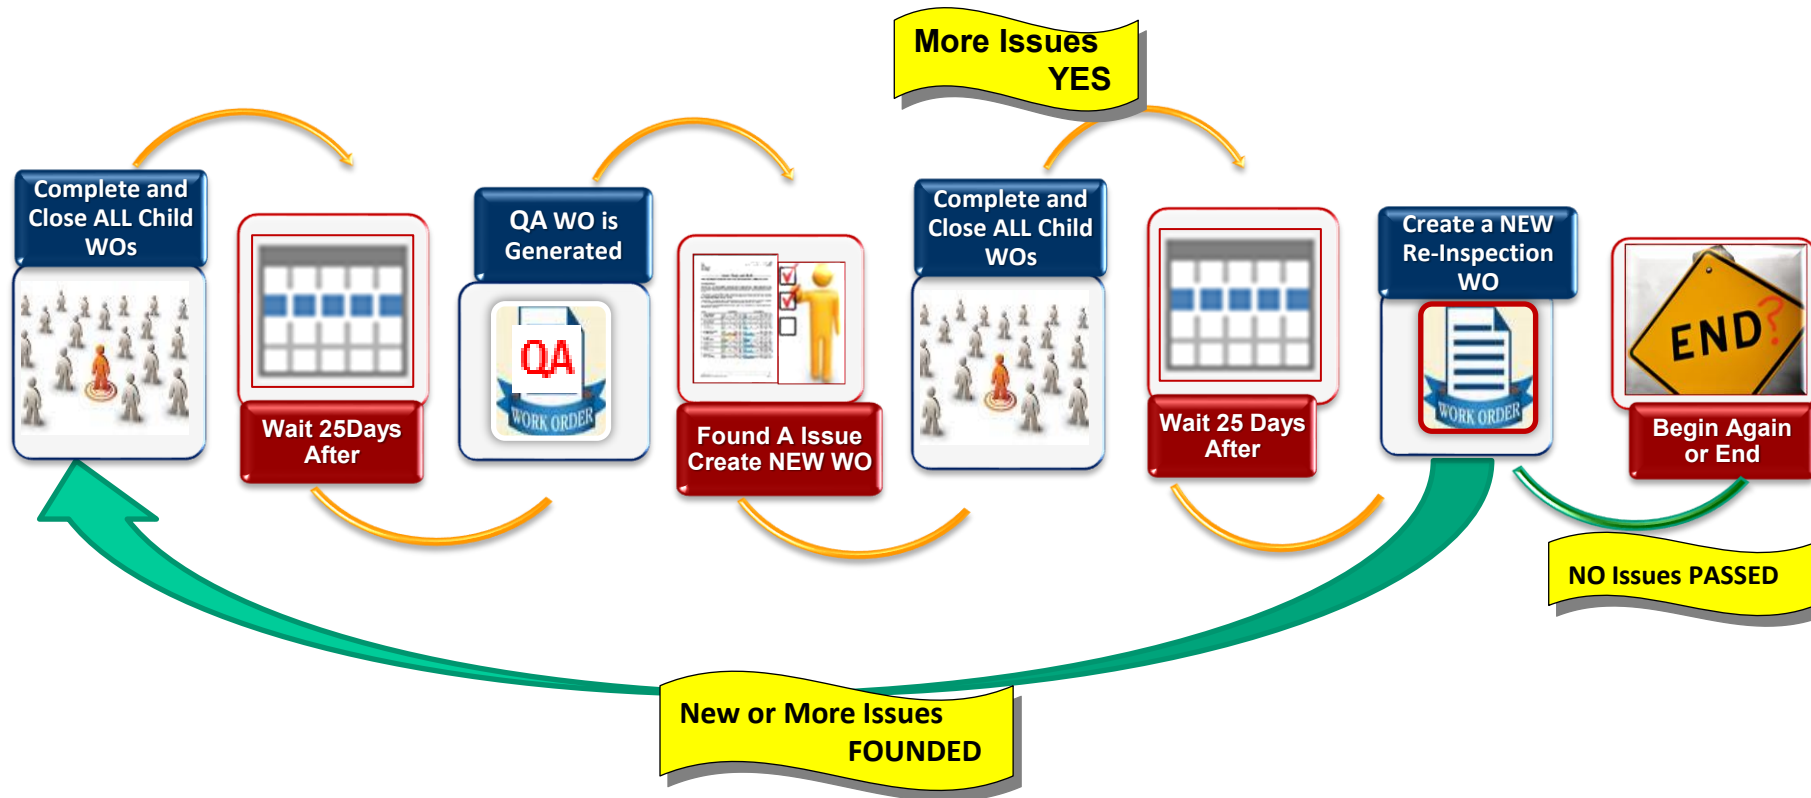 More Issues
YES
Complete and
Close ALL Child
WOs
Wait 25Days
After
QA WO is
Generated
QA
WORK ORDER
Found A Issue
Create NEW WO
Complete and
Close ALL Child
WOs
Wait 25 Days
After
Create a NEW
Re-Inspection
WO
WORK ORDER
END?
Begin Again
or End
NO Issues PASSED
New or More Issues
FOUNDED